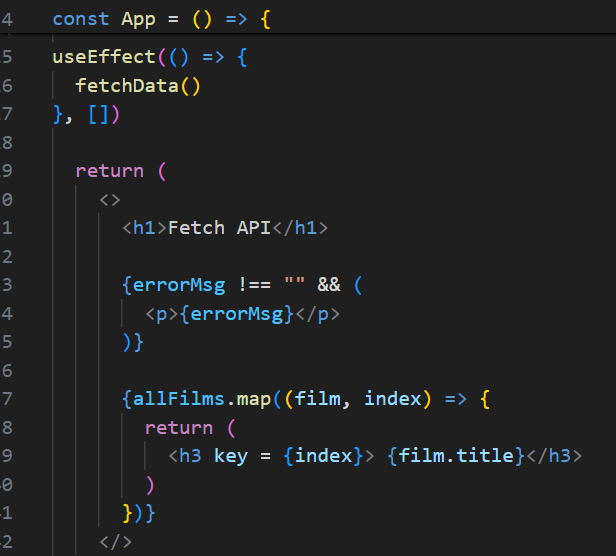 4 const App = () => {
5 useEffect(() => {
6 fetchData()
7 }, [])
8
9 return (
0 <>
1 <h1>Fetch API</h1>
2
3 {errorMsg !== "" && (
4 <p>{errorMsg}</p>
5 )}
6
7 {allFilms.map((film, index) => {
8 return (
9 <h3 key = {index}> {film.title}</h3>
0 )
1 })}
2 </>